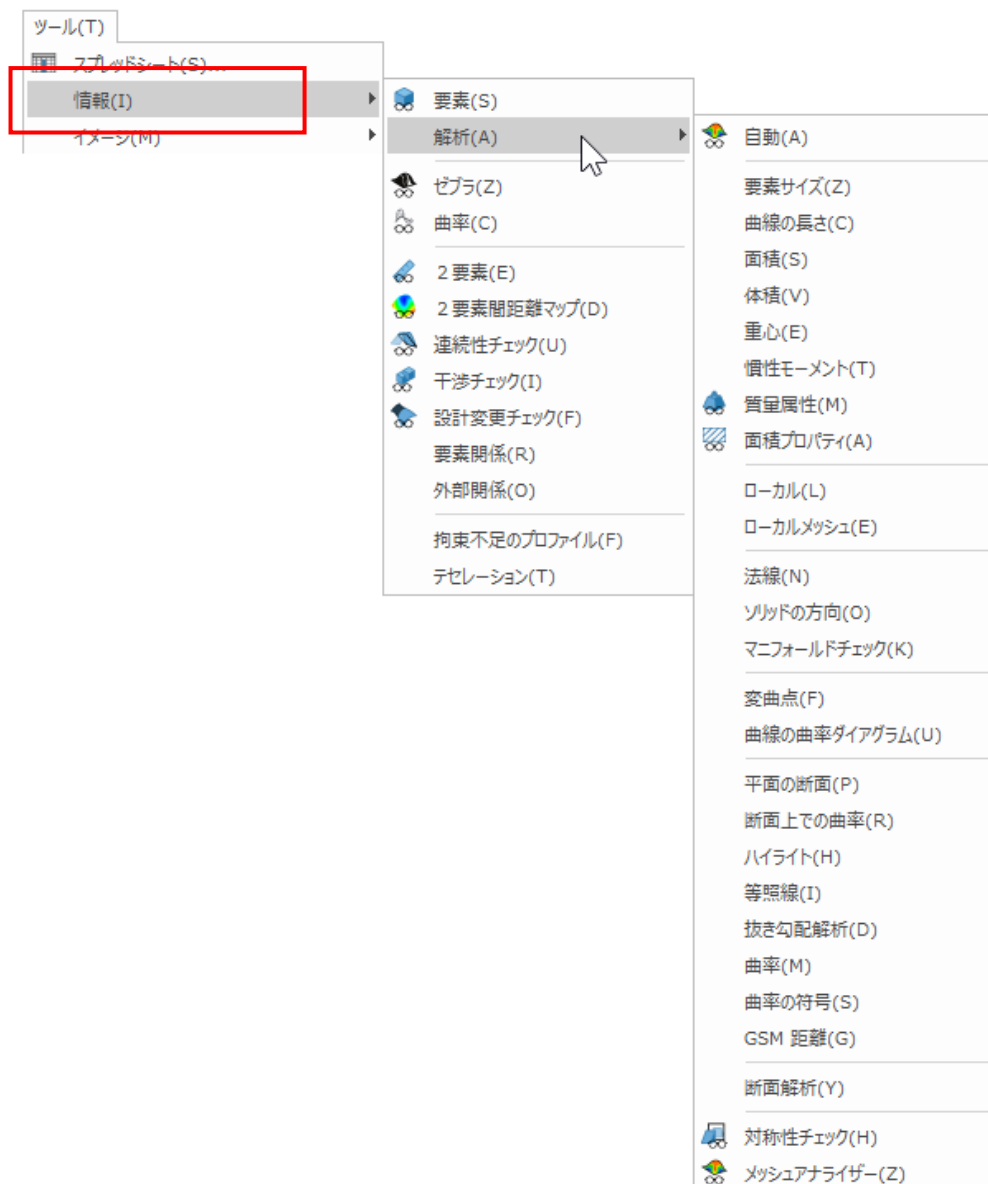 ツール(T)
スプレッドシート(S)...
情報(I)
イメージ(M)
要素(S)
解析(A)
ゼブラ(Z)
曲率(C)
２要素(E)
２要素間距離マップ(D)
連続性チェック(U)
干渉チェック(I)
設計変更チェック(F)
要素関係(R)
外部関係(O)
拘束不足のプロファイル(F)
テセレーション(T)
自動(A)
要素サイズ(Z)
曲線の長さ(C)
面積(S)
体積(V)
重心(E)
慣性モーメント(T)
質量属性(M)
面積プロパティ(A)
ローカル(L)
ローカルメッシュ(E)
法線(N)
ソリッドの方向(O)
マニフォールドチェック(K)
変曲点(F)
曲線の曲率ダイアグラム(U)
平面の断面(P)
断面上での曲率(R)
ハイライト(H)
等照線(I)
抜き勾配解析(D)
曲率(M)
曲率の符号(S)
GSM 距離(G)
断面解析(Y)
対称性チェック(H)
メッシュアナライザー(Z)